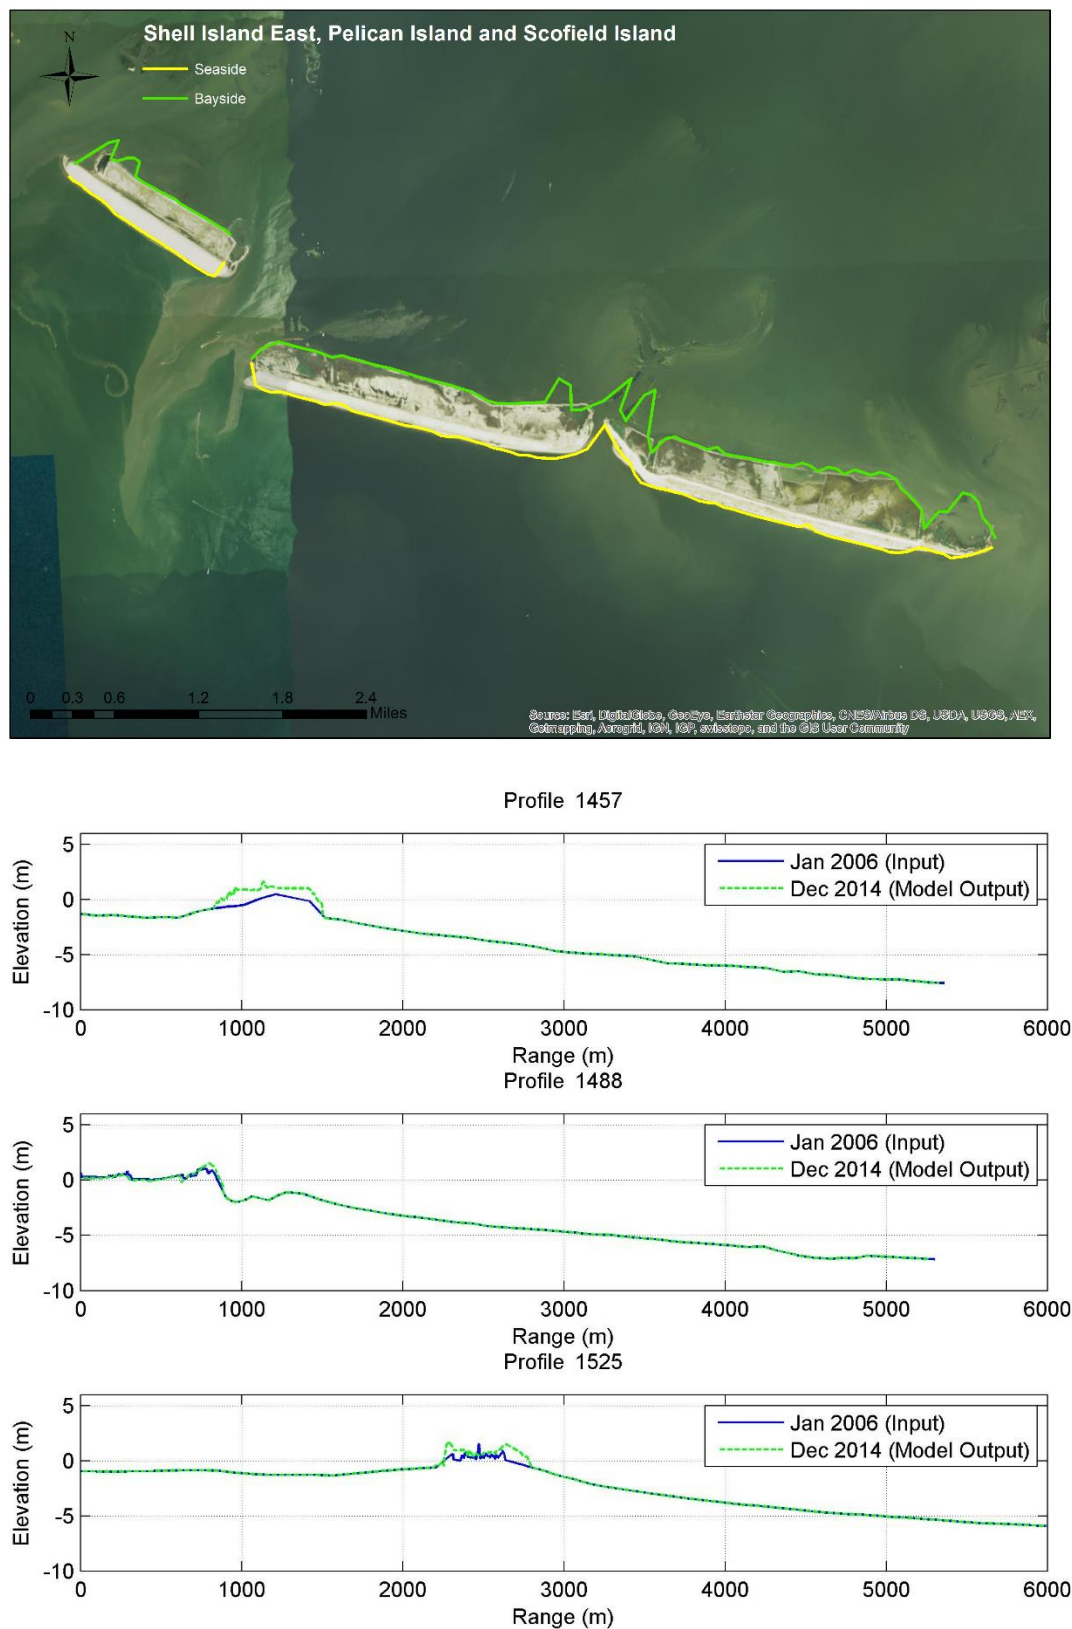 Shell Island East, Pelican Island and Scofield Island
N
Seaside
Bayside
0 0.3 0.6 1.2 1.8 2.4
Miles
Source: Esri, DigitalGlobe, GeoEye, Earthstar Geographics, CNES/Airbus DS, USDA, USGS, AEX,
Getmapping, Aerogrid, IGN, IGP, swisstopo, and the GIS User Community
Profile 1457
Elevation (m)
5
0
-5
-10
Jan 2006 (Input)
Dec 2014 (Model Output)
0 1000 2000 3000 4000 5000 6000
Range (m)
Profile 1488
Elevation (m)
5
0
-5
-10
Jan 2006 (Input)
Dec 2014 (Model Output)
0 1000 2000 3000 4000 5000 6000
Range (m)
Profile 1525
Elevation (m)
5
0
-5
-10
Jan 2006 (Input)
Dec 2014 (Model Output)
0 1000 2000 3000 4000 5000 6000
Range (m)